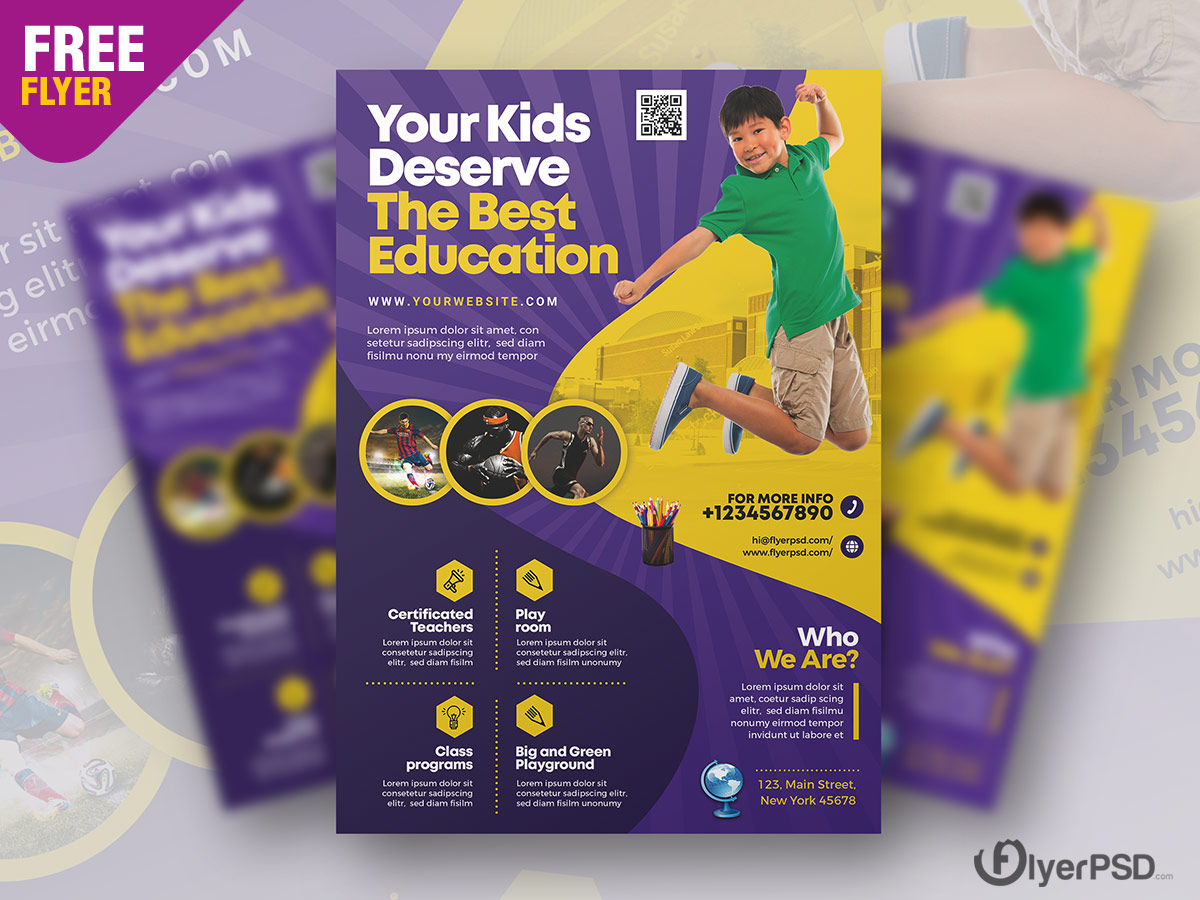 FREE
FLYER
Your Kids
Deserve
The Best
Education
WWW.YOURWEBSITE.COM
Lorem ipsum dolor sit amet, con
setetur sadipscing elitr, sed diam
fisilmu nonu my eirmod tempor
FOR MORE INFO
+1234567890
hi@flyerpsd.com/
www.flyerpsd.com/
Certificated
Teachers
Lorem ipsum dolor sit
consetetur sadipscing
elitr, sed diam fisilm
Play
room
Lorem ipsum dolor sit
consetetur sadipscing elitr,
sed diam fisilm unonumy
Class
programs
Lorem ipsum dolor sit
consetetur sadipscing
elitr, sed diam fisilm
Big and Green
Playground
Lorem ipsum dolor sit
consetetur sadipscing elitr,
sed diam fisilm unonumy
Who
We Are?
Lorem ipsum dolor sit
amet, coetur sadip scing
elitr, sed diam fisilmu
nonumy eirmod tempor
invidunt ut labore et
123, Main Street,
New York 45678
FlyerPSD.com